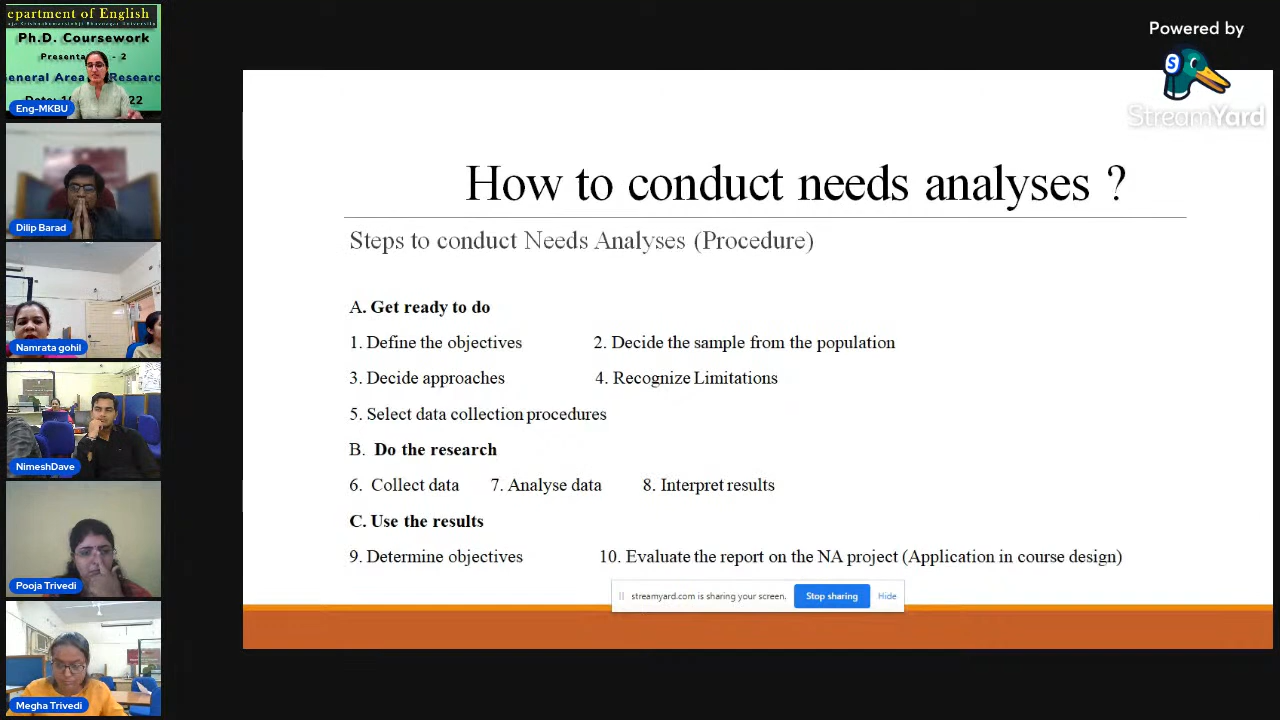 epartment of English
Ph.D. Coursework
- 2
eneral Area
Researc
22
Eng-MKBU
Dilip Barad
Namrata gohil
NimeshDave
Pooja Trivedi
Megha Trivedi
Powered by
S
StreamYard
How to conduct needs analyses ?
Steps to conduct Needs Analyses (Procedure)
A. Get ready to do
1. Define the objectives 2. Decide the sample from the population
3. Decide approaches 4. Recognize Limitations
5. Select data collection procedures
B. Do the research
6. Collect data 7. Analyse data 8. Interpret results
C. Use the results
9. Determine objectives 10. Evaluate the report on the NA project (Application in course design)
streamyard.com is sharing your screen. Stop sharing Hide